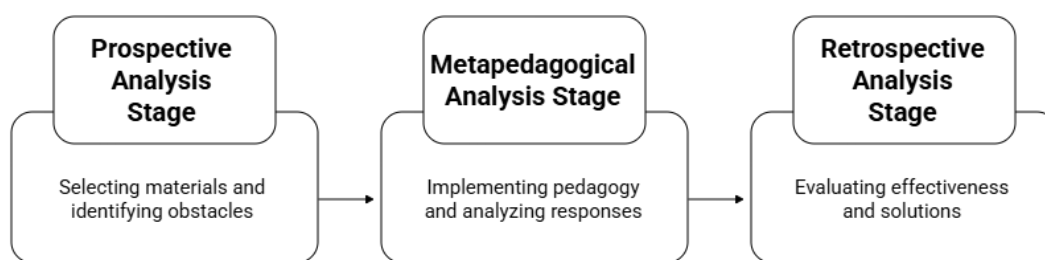 Prospective
Analysis
Stage
Selecting materials and
identifying obstacles
Metapedagogical
Analysis Stage
Implementing pedagogy
and analyzing responses
Retrospective
Analysis
Stage
Evaluating effectiveness
and solutions